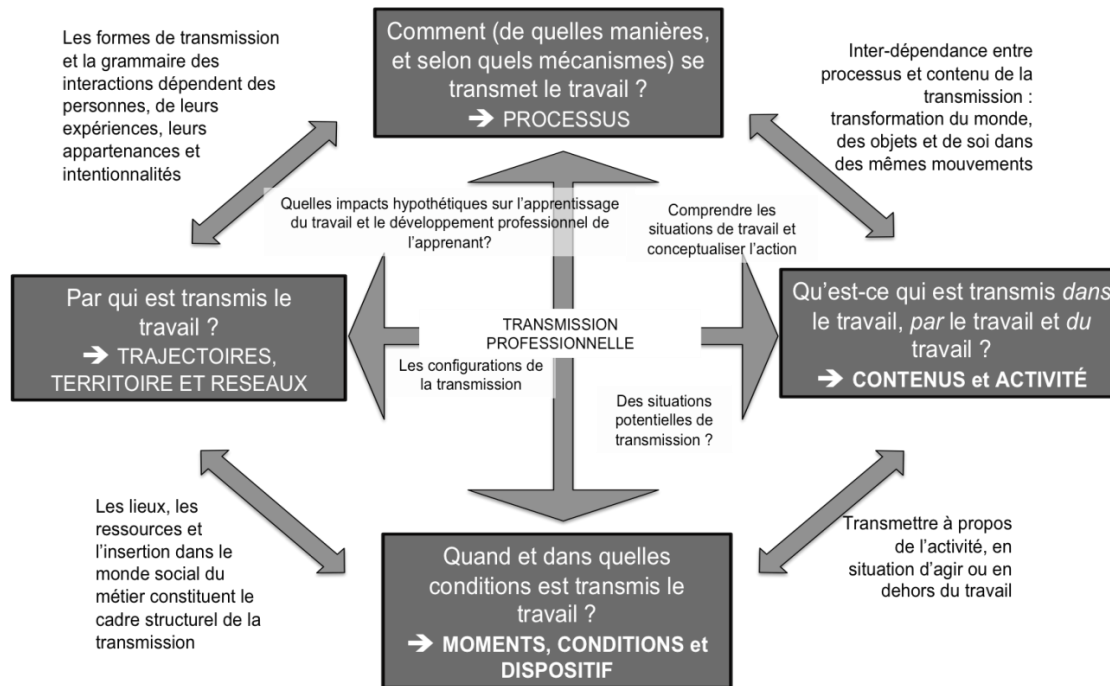 Les formes de transmission
et la grammaire des
interactions dépendent des
personnes, de leurs
expériences, leurs
appartenances et
intentionnalités
Comment (de quelles manières,
et selon quels mécanismes) se
transmet le travail ?
➔ PROCESSUS
Inter-dépendance entre
processus et contenu de la
transmission :
transformation du monde,
des objets et de soi dans
des mêmes mouvements
Quelles impacts hypothétiques sur l’apprentissage
du travail et le développement professionnel de
l’apprenant?
Comprendre les
situations de travail et
conceptualiser l’action
Par qui est transmis le
travail ?
➔ TRAJECTOIRES,
TERRITOIRE ET RESEAUX
TRANSMISSION
PROFESSIONNELLE
Les configurations de
la transmission
Des situations
potentielles de
transmission ?
Qu’est-ce qui est transmis dans
le travail, par le travail et du
travail ?
➔ CONTENUS et ACTIVITÉ
Les lieux, les
ressources et
l’insertion dans le
monde social du
métier constituent le
cadre structurel de la
transmission
Quand et dans quelles
conditions est transmis le
travail ?
➔ MOMENTS, CONDITIONS et
DISPOSITIF
Transmettre à propos
de l’activité, en
situation d’agir ou en
dehors du travail